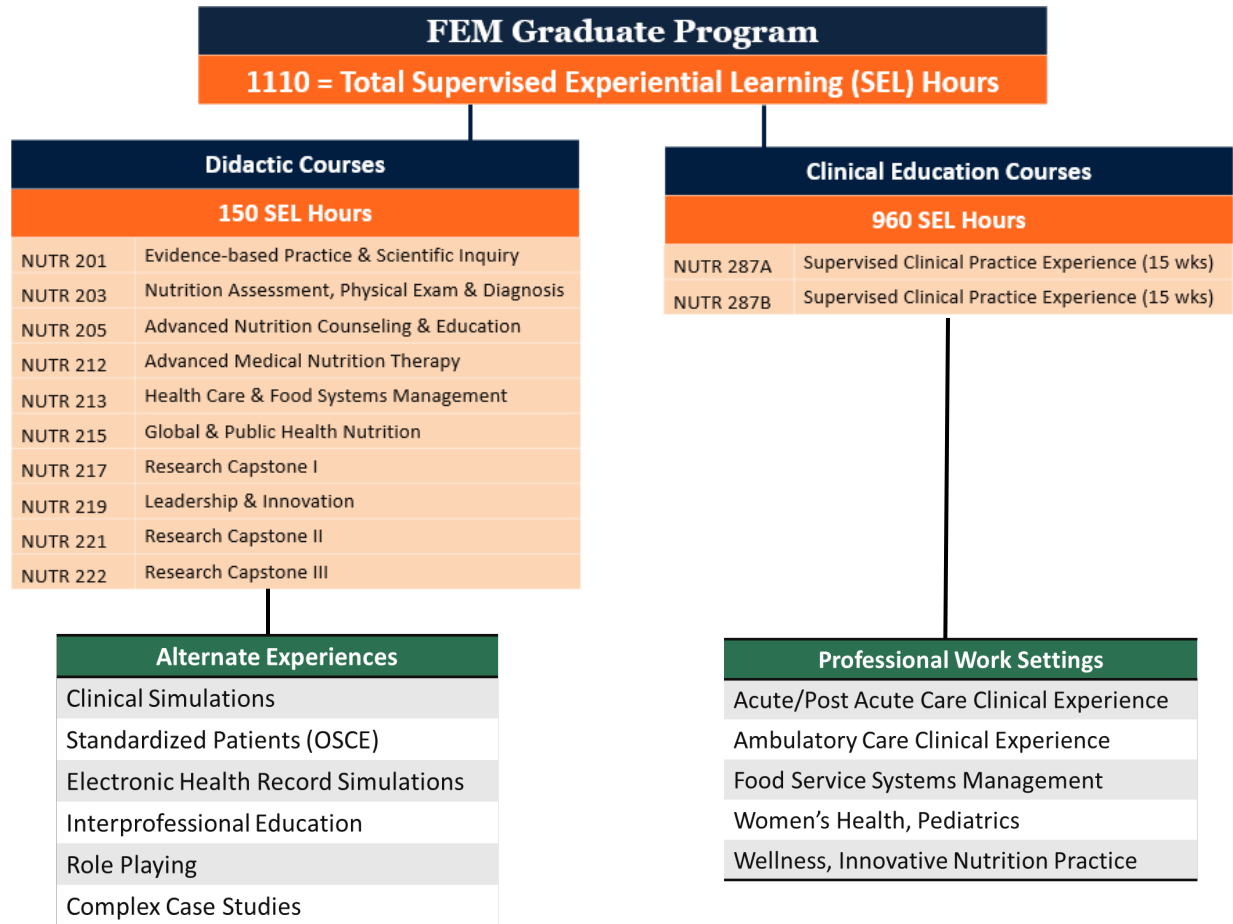 FEM Graduate Program
1110 = Total Supervised Experiential Learning (SEL) Hours
Didactic Courses
150 SEL Hours
NUTR 201 Evidence-based Practice & Scientific Inquiry
NUTR 203 Nutrition Assessment, Physical Exam & Diagnosis
NUTR 205 Advanced Nutrition Counseling & Education
NUTR 212 Advanced Medical Nutrition Therapy
NUTR 213 Health Care & Food Systems Management
NUTR 215 Global & Public Health Nutrition
NUTR 217 Research Capstone I
NUTR 219 Leadership & Innovation
NUTR 221 Research Capstone II
NUTR 222 Research Capstone III
Clinical Education Courses
960 SEL Hours
NUTR 287A Supervised Clinical Practice Experience (15 wks)
NUTR 287B Supervised Clinical Practice Experience (15 wks)
Alternate Experiences
Clinical Simulations
Standardized Patients (OSCE)
Electronic Health Record Simulations
Interprofessional Education
Role Playing
Complex Case Studies
Professional Work Settings
Acute/Post Acute Care Clinical Experience
Ambulatory Care Clinical Experience
Food Service Systems Management
Women’s Health, Pediatrics
Wellness, Innovative Nutrition Practice